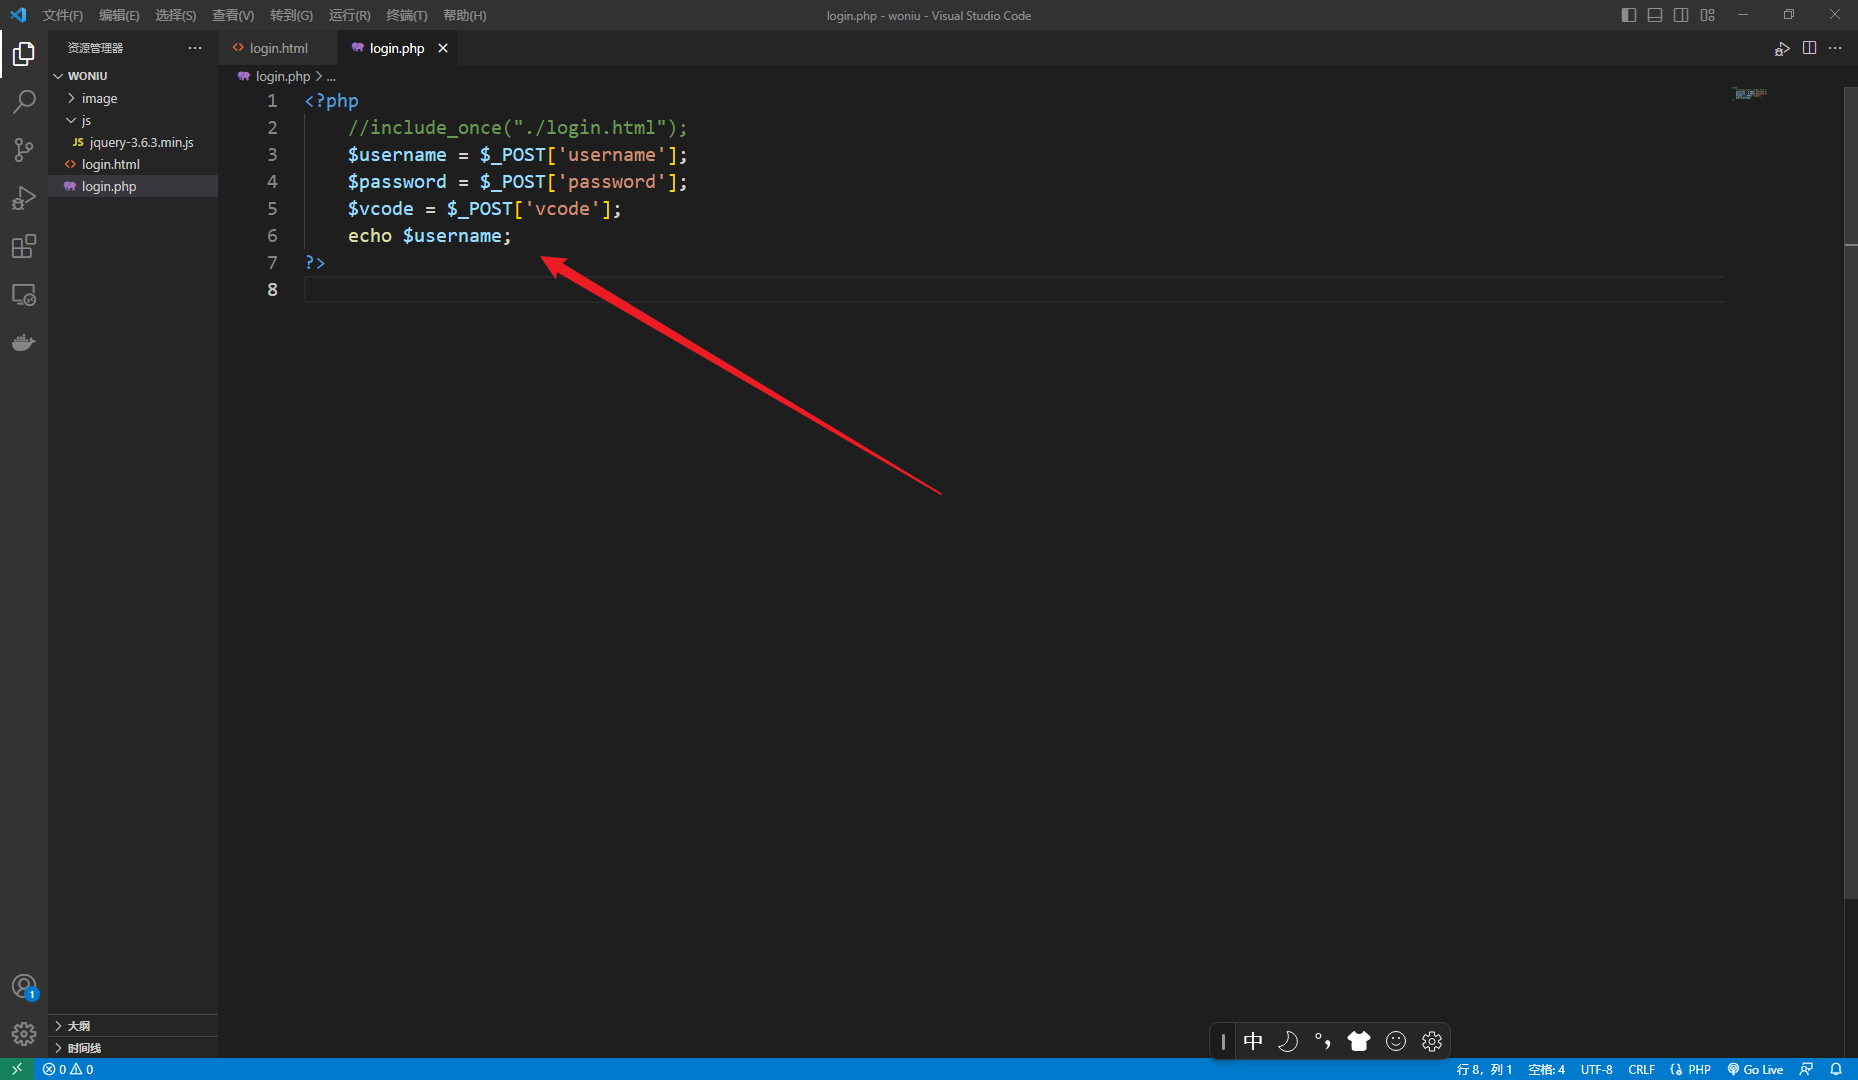 文件(F) 编辑(E) 选择(S) 查看(V) 转到(G) 运行(R) 终端(T) 帮助(H)
login.php - woniu - Visual Studio Code
资源管理器
WONIU
image
js
JS jquery-3.6.3.min.js
login.html
login.php
login.html
login.php
login.php > ...
1 <?php
2 //include_once("./login.html");
3 $username = $_POST['username'];
4 $password = $_POST['password'];
5 $vcode = $_POST['vcode'];
6 echo $username;
7 ?>
8
1
大纲
时间线
中
0 0
行 8，列 1 空格: 4 UTF-8 CRLF PHP Go Live